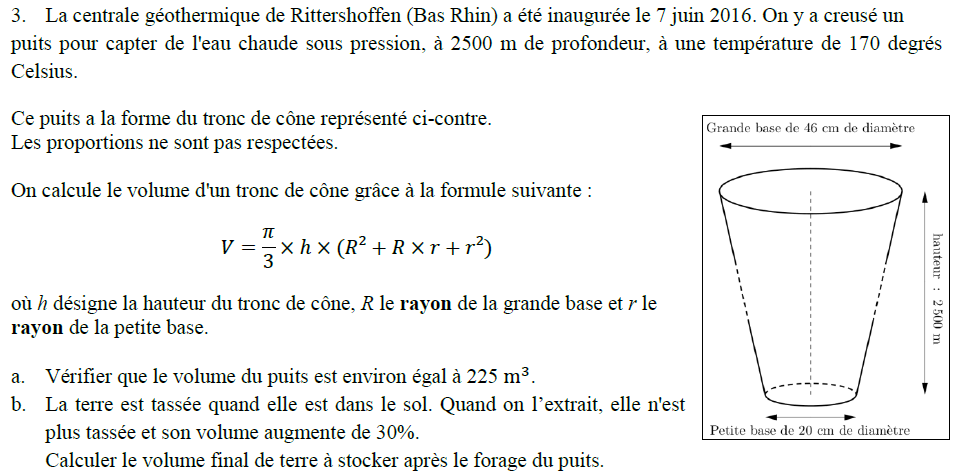 3. La centrale géothermique de Rittershoffen (Bas Rhin) a été inaugurée le 7 juin 2016. On y a creusé un
puits pour capter de l'eau chaude sous pression, à 2500 m de profondeur, à une température de 170 degrés
Celsius.
Ce puits a la forme du tronc de cône représenté ci-contre.
Les proportions ne sont pas respectées.
On calcule le volume d'un tronc de cône grâce à la formule suivante :
V = π/3 × h × (R² + R × r + r²)
où h désigne la hauteur du tronc de cône, R le rayon de la grande base et r le
rayon de la petite base.
a. Vérifier que le volume du puits est environ égal à 225 m³.
b. La terre est tassée quand elle est dans le sol. Quand on l’extrait, elle n'est
plus tassée et son volume augmente de 30%.
Calculer le volume final de terre à stocker après le forage du puits.
Grande base de 46 cm de diamètre
hauteur : 2 500 m
Petite base de 20 cm de diamètre